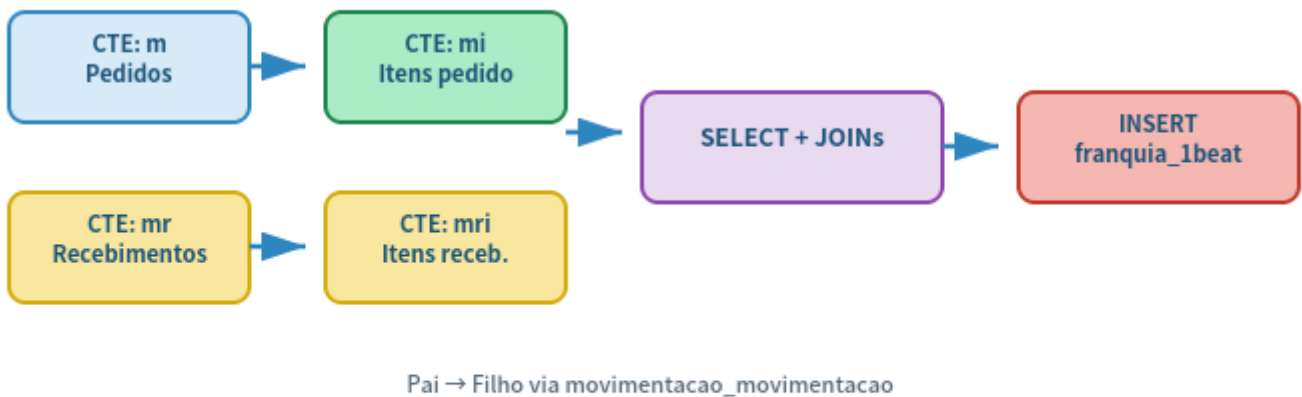 CTE: m
Pedidos
CTE: mi
Itens pedido
SELECT + JOINs
INSERT
franquia_1beat
CTE: mr
Recebimentos
CTE: mri
Itens receb.
Pai → Filho via movimentacao_movimentacao